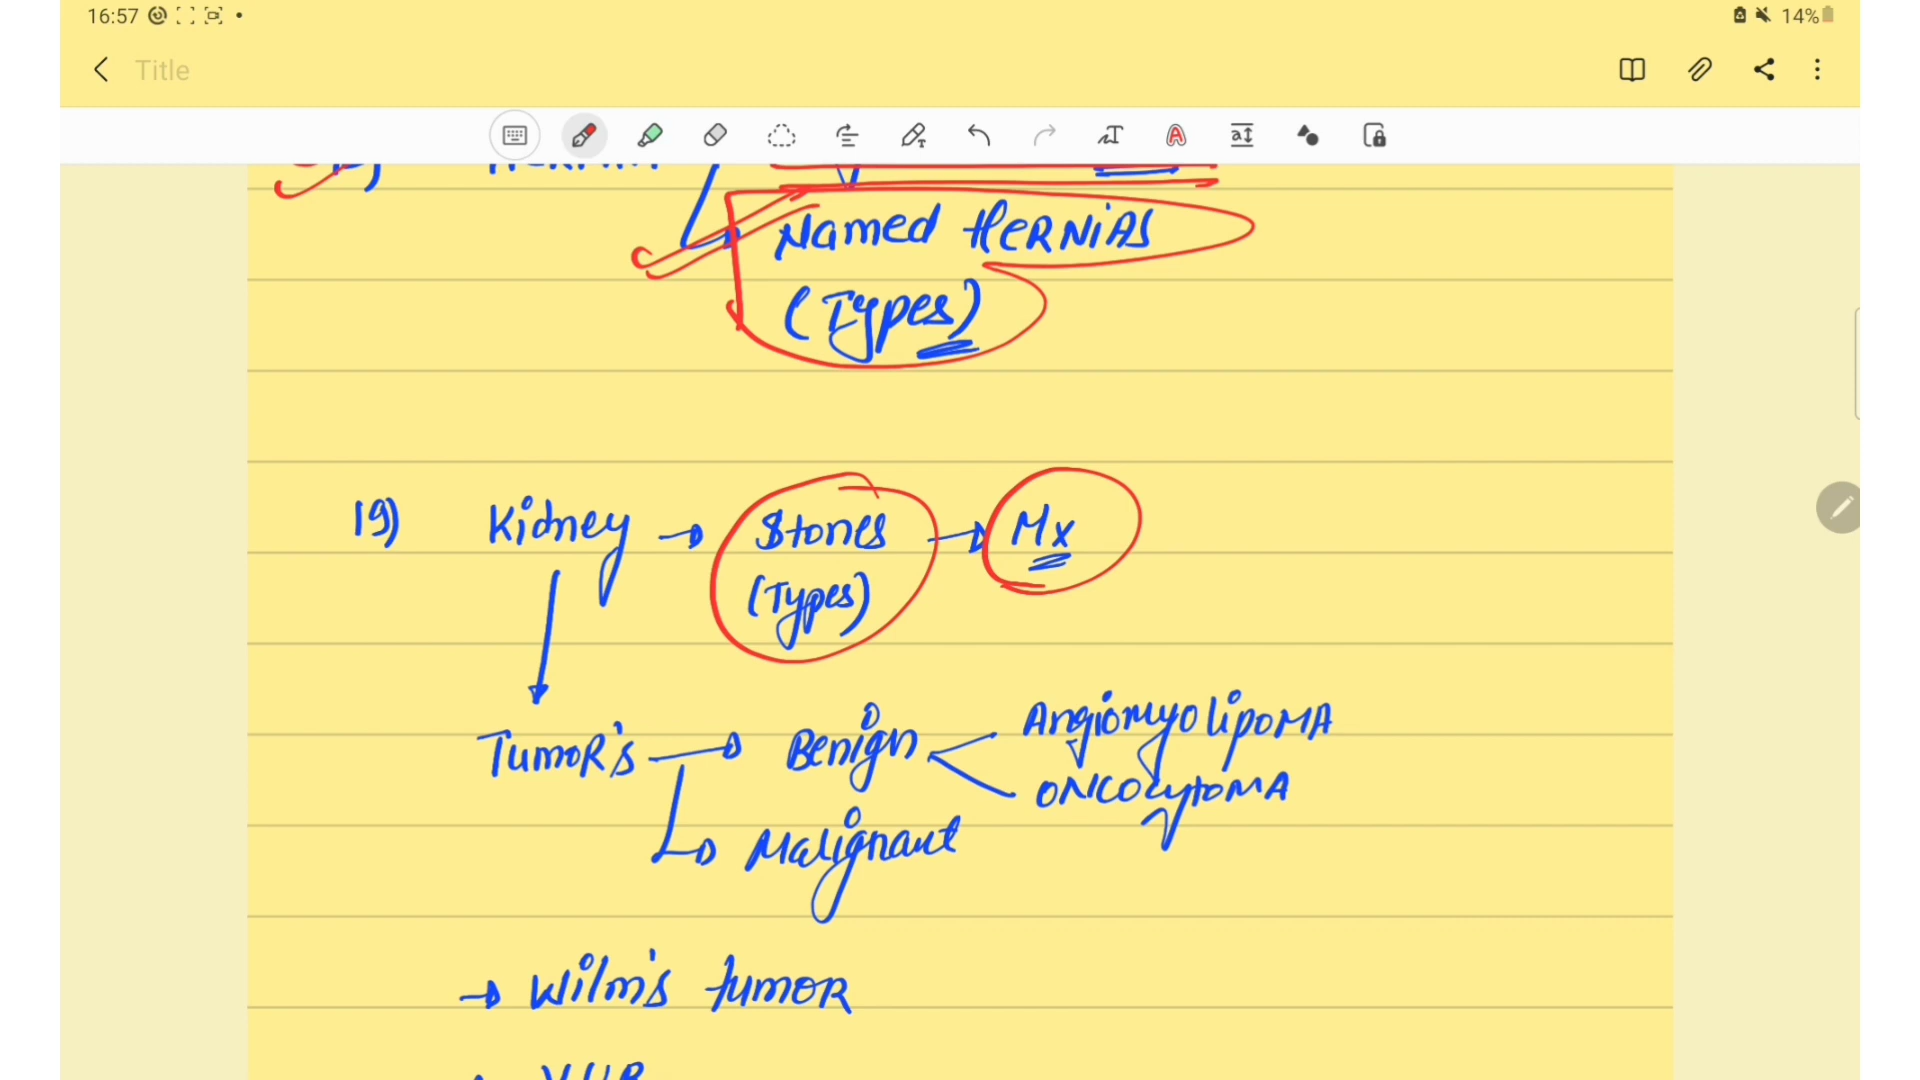 16:57
14%
Title
Named HERNiAS
(Types)
19) Kidney → Stones → Mx
(Types)
TumoR's → Benign
AngiomyolipoMA
ONCOcytoMA
Malignant
→ Wilm's tumoR